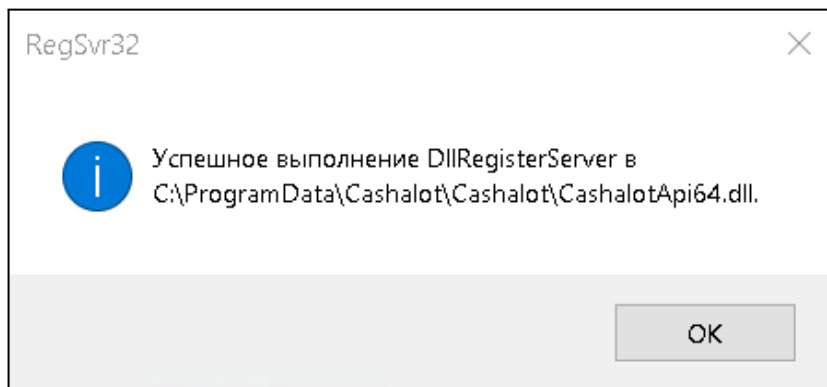 RegSvr32
Успешное выполнение DllRegisterServer в
C:\ProgramData\Cashalot\Cashalot\CashalotApi64.dll.
OK